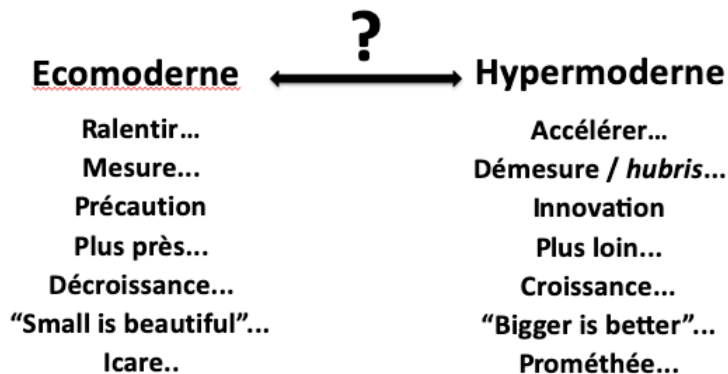 ?
Ecomoderne Hypermoderne
Ralentir... Accélérer...
Mesure... Démesure / hubris...
Précaution Innovation
Plus près... Plus loin...
Décroissance... Croissance...
“Small is beautiful”... “Bigger is better”...
Icare.. Prométhée...